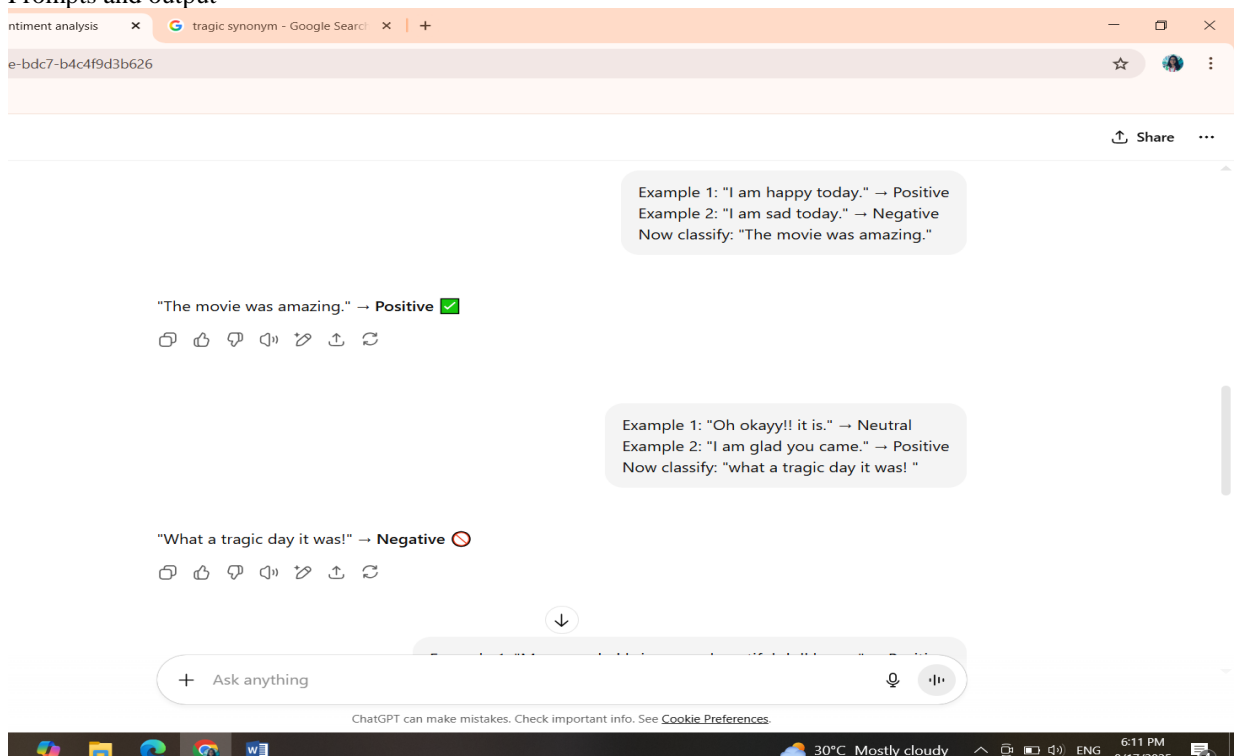 Prompts and output
ntiment analysis
tragic synonym - Google Search
e-bdc7-b4c4f9d3b626
Share
Example 1: "I am happy today." → Positive
Example 2: "I am sad today." → Negative
Now classify: "The movie was amazing."
"The movie was amazing." → Positive ✅
Example 1: "Oh okayy!! it is." → Neutral
Example 2: "I am glad you came." → Positive
Now classify: "what a tragic day it was! "
"What a tragic day it was!" → Negative 🚫
Ask anything
ChatGPT can make mistakes. Check important info. See Cookie Preferences.
30°C Mostly cloudy
ENG
6:11 PM